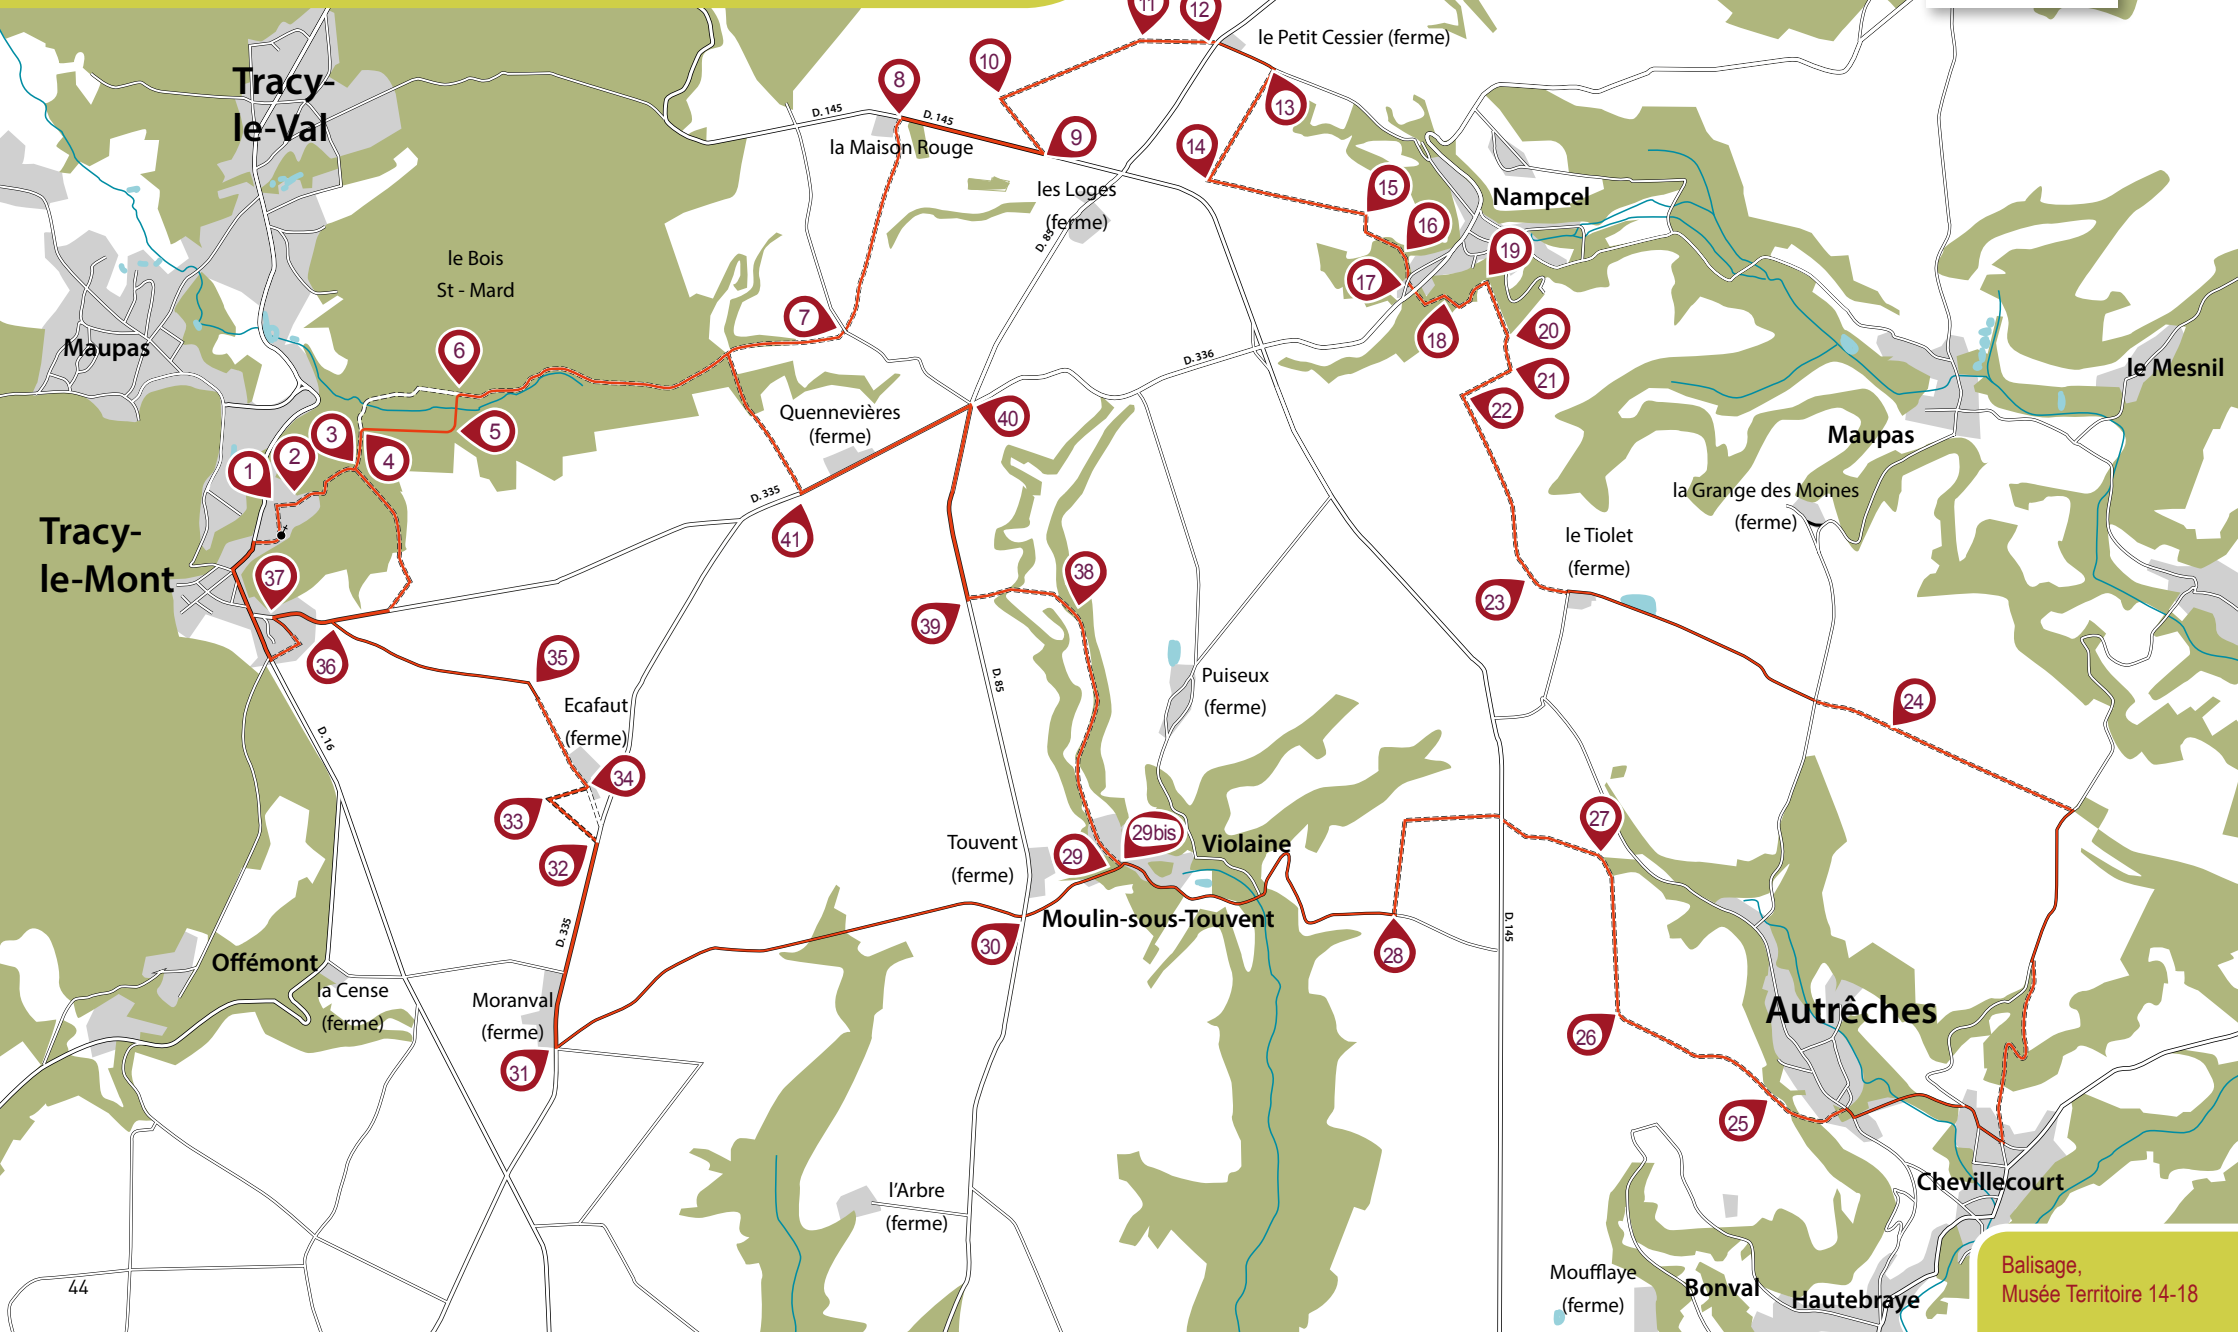 11
12
le Petit Cessier (ferme)
10
Tracy-
le-Val
8
13
D. 145
D. 145
9
la Maison Rouge
14
15
les Loges
(ferme)
Nampcel
16
D. 85
19
le Bois
St - Mard
17
7
20
18
Maupas
6
D. 336
le Mesnil
21
Quennevières
(ferme)
40
22
3
5
Maupas
2
4
1
D. 335
la Grange des Moines
(ferme)
Tracy-
le-Mont
41
le Tiolet
(ferme)
37
38
23
39
36
35
D. 85
Puiseux
(ferme)
24
Ecafaut
(ferme)
D. 16
34
33
27
29bis
Touvent
(ferme)
29
Violaine
32
Moulin-sous-Touvent
D. 335
D. 145
30
28
Offémont
la Cense
(ferme)
Moranval
(ferme)
Autrêches
26
31
25
Chevillecourt
l'Arbre
(ferme)
Moufflaye
(ferme)
Bonval
Hautebraye
44
Balisage,
Musée Territoire 14-18